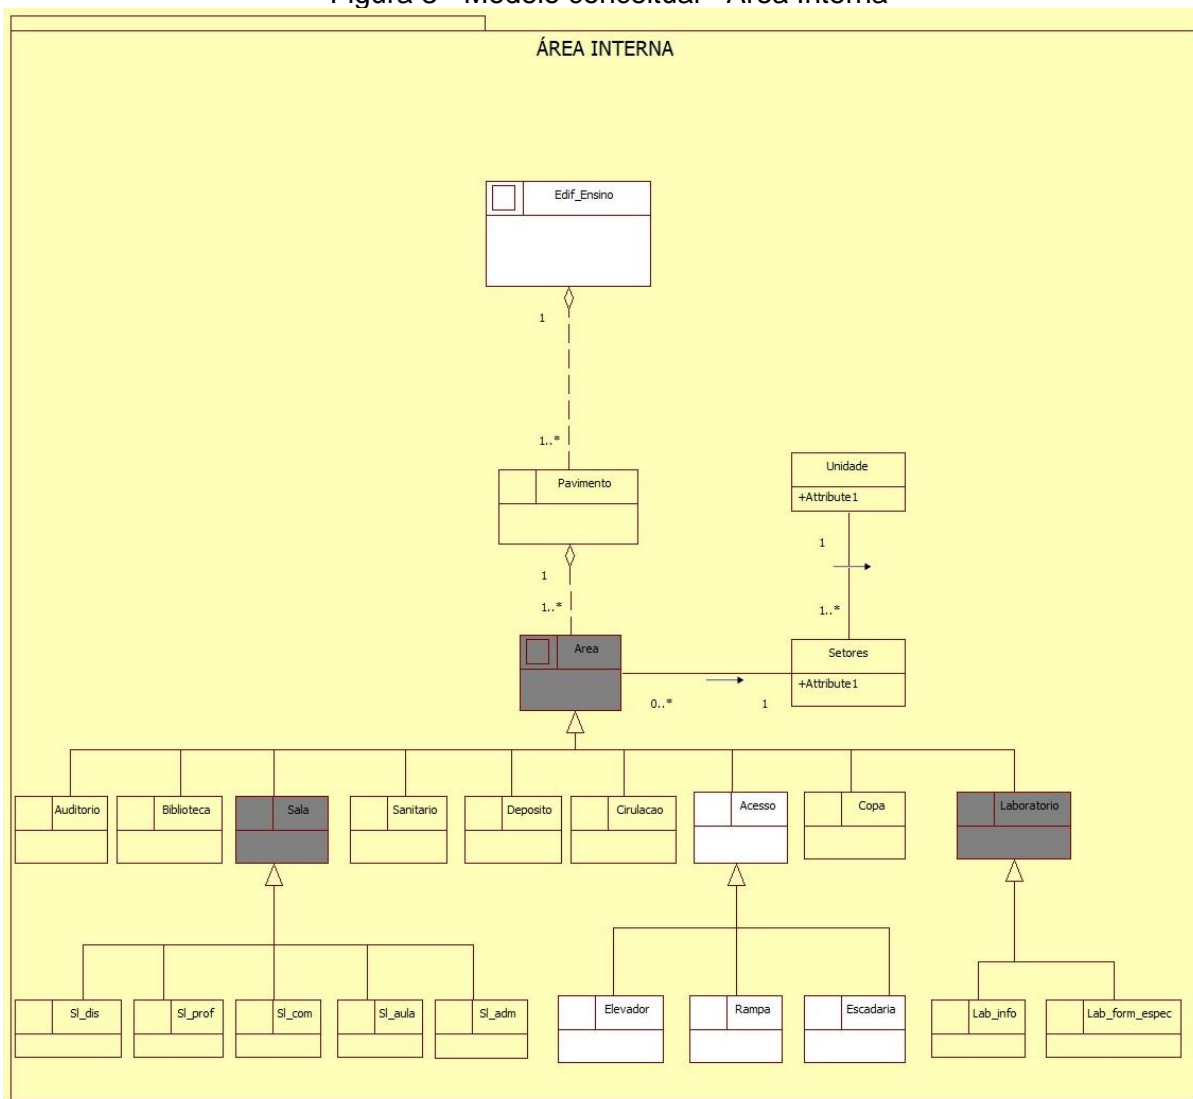 Figura 8 - Modelo conceitual - Área Interna
ÁREA INTERNA
Edif_Ensino
1
1..*
Pavimento
Unidade
+Attribute1
1
1
1..*
1..*
Area
Setores
+Attribute1
0..*
1
Auditorio
Biblioteca
Sala
Sanitario
Deposito
Cirulacao
Acesso
Copa
Laboratorio
Sl_dis
Sl_prof
Sl_com
Sl_aula
Sl_adm
Elevador
Rampa
Escadaria
Lab_info
Lab_form_espec